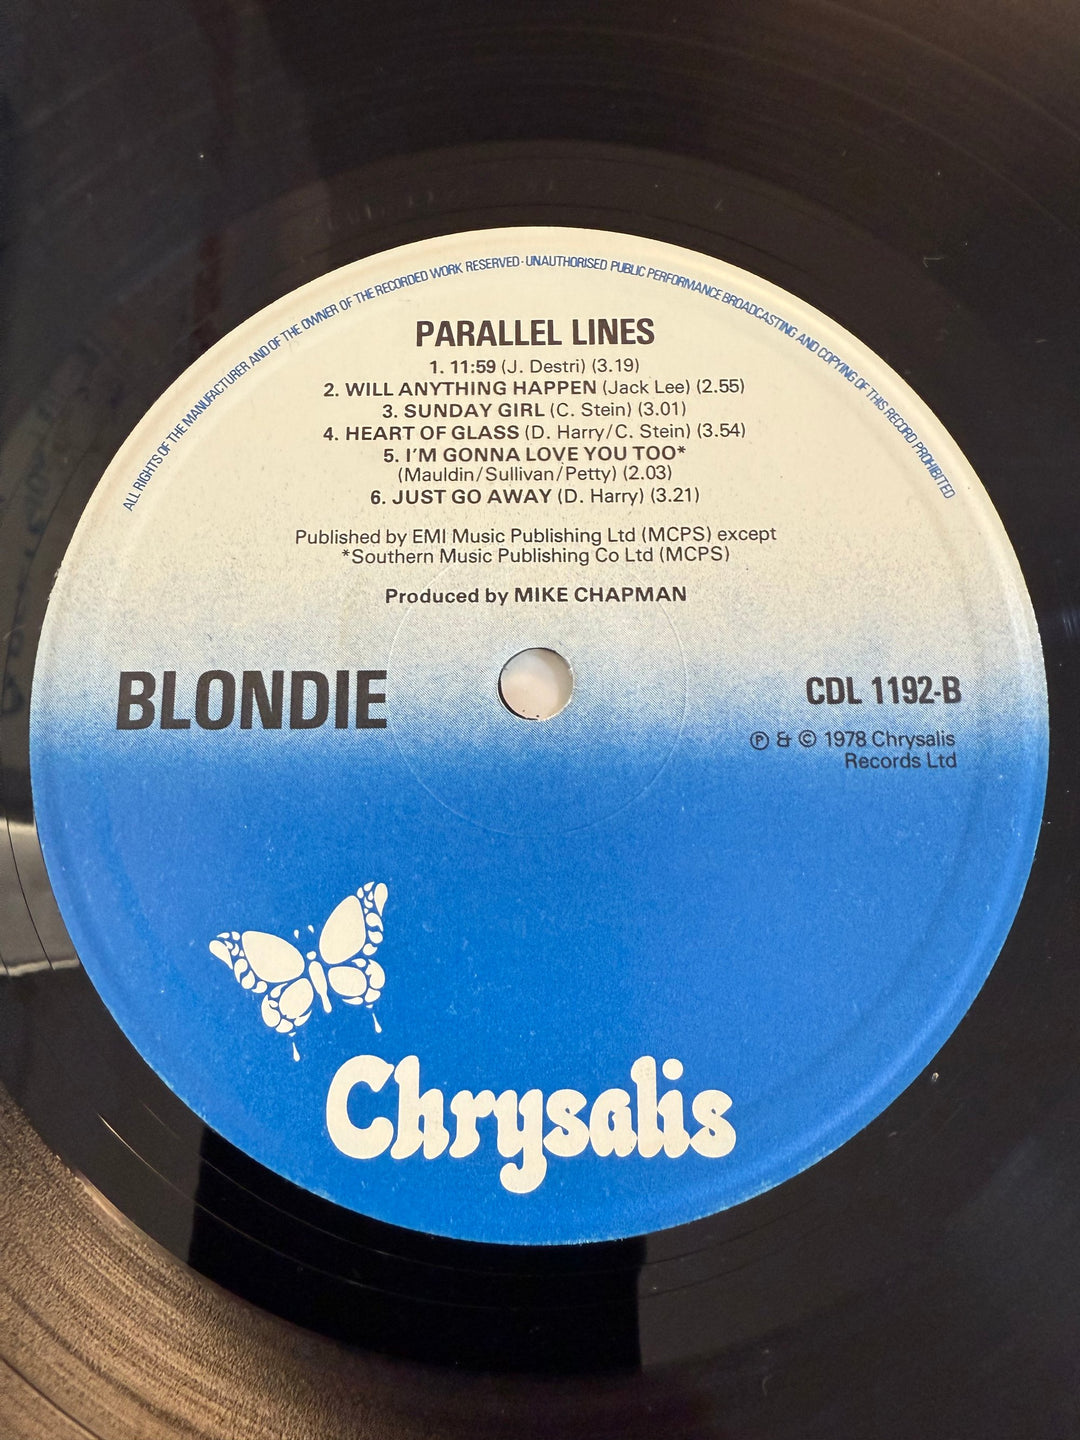 ALL RIGHTS OF THE MANUFACTURER AND OF THE OWNER OF THE RECORDED WORK RESERVED · UNAUTHORISED PUBLIC PERFORMANCE BROADCASTING AND COPYING OF THIS RECORD PROHIBITED
PARALLEL LINES
1. 11:59 (J. Destri) (3.19)
2. WILL ANYTHING HAPPEN (Jack Lee) (2.55)
3. SUNDAY GIRL (C. Stein) (3.01)
4. HEART OF GLASS (D. Harry/C. Stein) (3.54)
5. I'M GONNA LOVE YOU TOO*
(Mauldin/Sullivan/Petty) (2.03)
6. JUST GO AWAY (D. Harry) (3.21)
Published by EMI Music Publishing Ltd (MCPS) except
*Southern Music Publishing Co Ltd (MCPS)
Produced by MIKE CHAPMAN
BLONDIE
CDL 1192-B
℗ & © 1978 Chrysalis
Records Ltd
Chrysalis